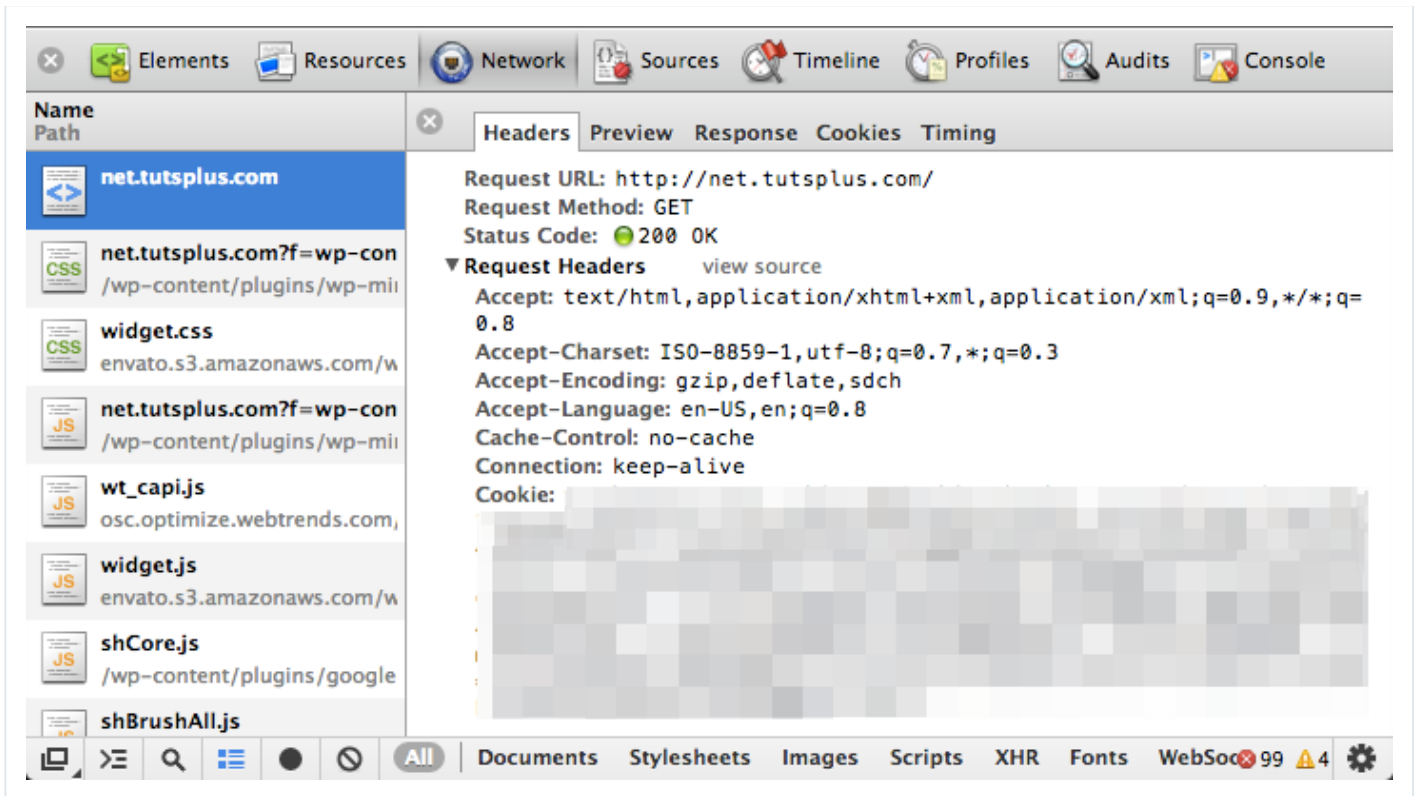 Elements Resources Network Sources Timeline Profiles Audits Console
Name
Path
Headers Preview Response Cookies Timing
net.tutsplus.com
net.tutsplus.com?f=wp-con
/wp-content/plugins/wp-mi
widget.css
envato.s3.amazonaws.com/w
net.tutsplus.com?f=wp-con
/wp-content/plugins/wp-mi
wt_capi.js
osc.optimize.webtrends.com,
widget.js
envato.s3.amazonaws.com/w
shCore.js
/wp-content/plugins/google
shBrushAll.js
Request URL: http://net.tutsplus.com/
Request Method: GET
Status Code: 200 OK
Request Headers view source
Accept: text/html,application/xhtml+xml,application/xml;q=0.9,*/*;q=
0.8
Accept-Charset: ISO-8859-1,utf-8;q=0.7,*;q=0.3
Accept-Encoding: gzip,deflate,sdch
Accept-Language: en-US,en;q=0.8
Cache-Control: no-cache
Connection: keep-alive
Cookie:
CSS
CSS
JS
JS
JS
JS
All Documents Stylesheets Images Scripts XHR Fonts WebSoc 99 4